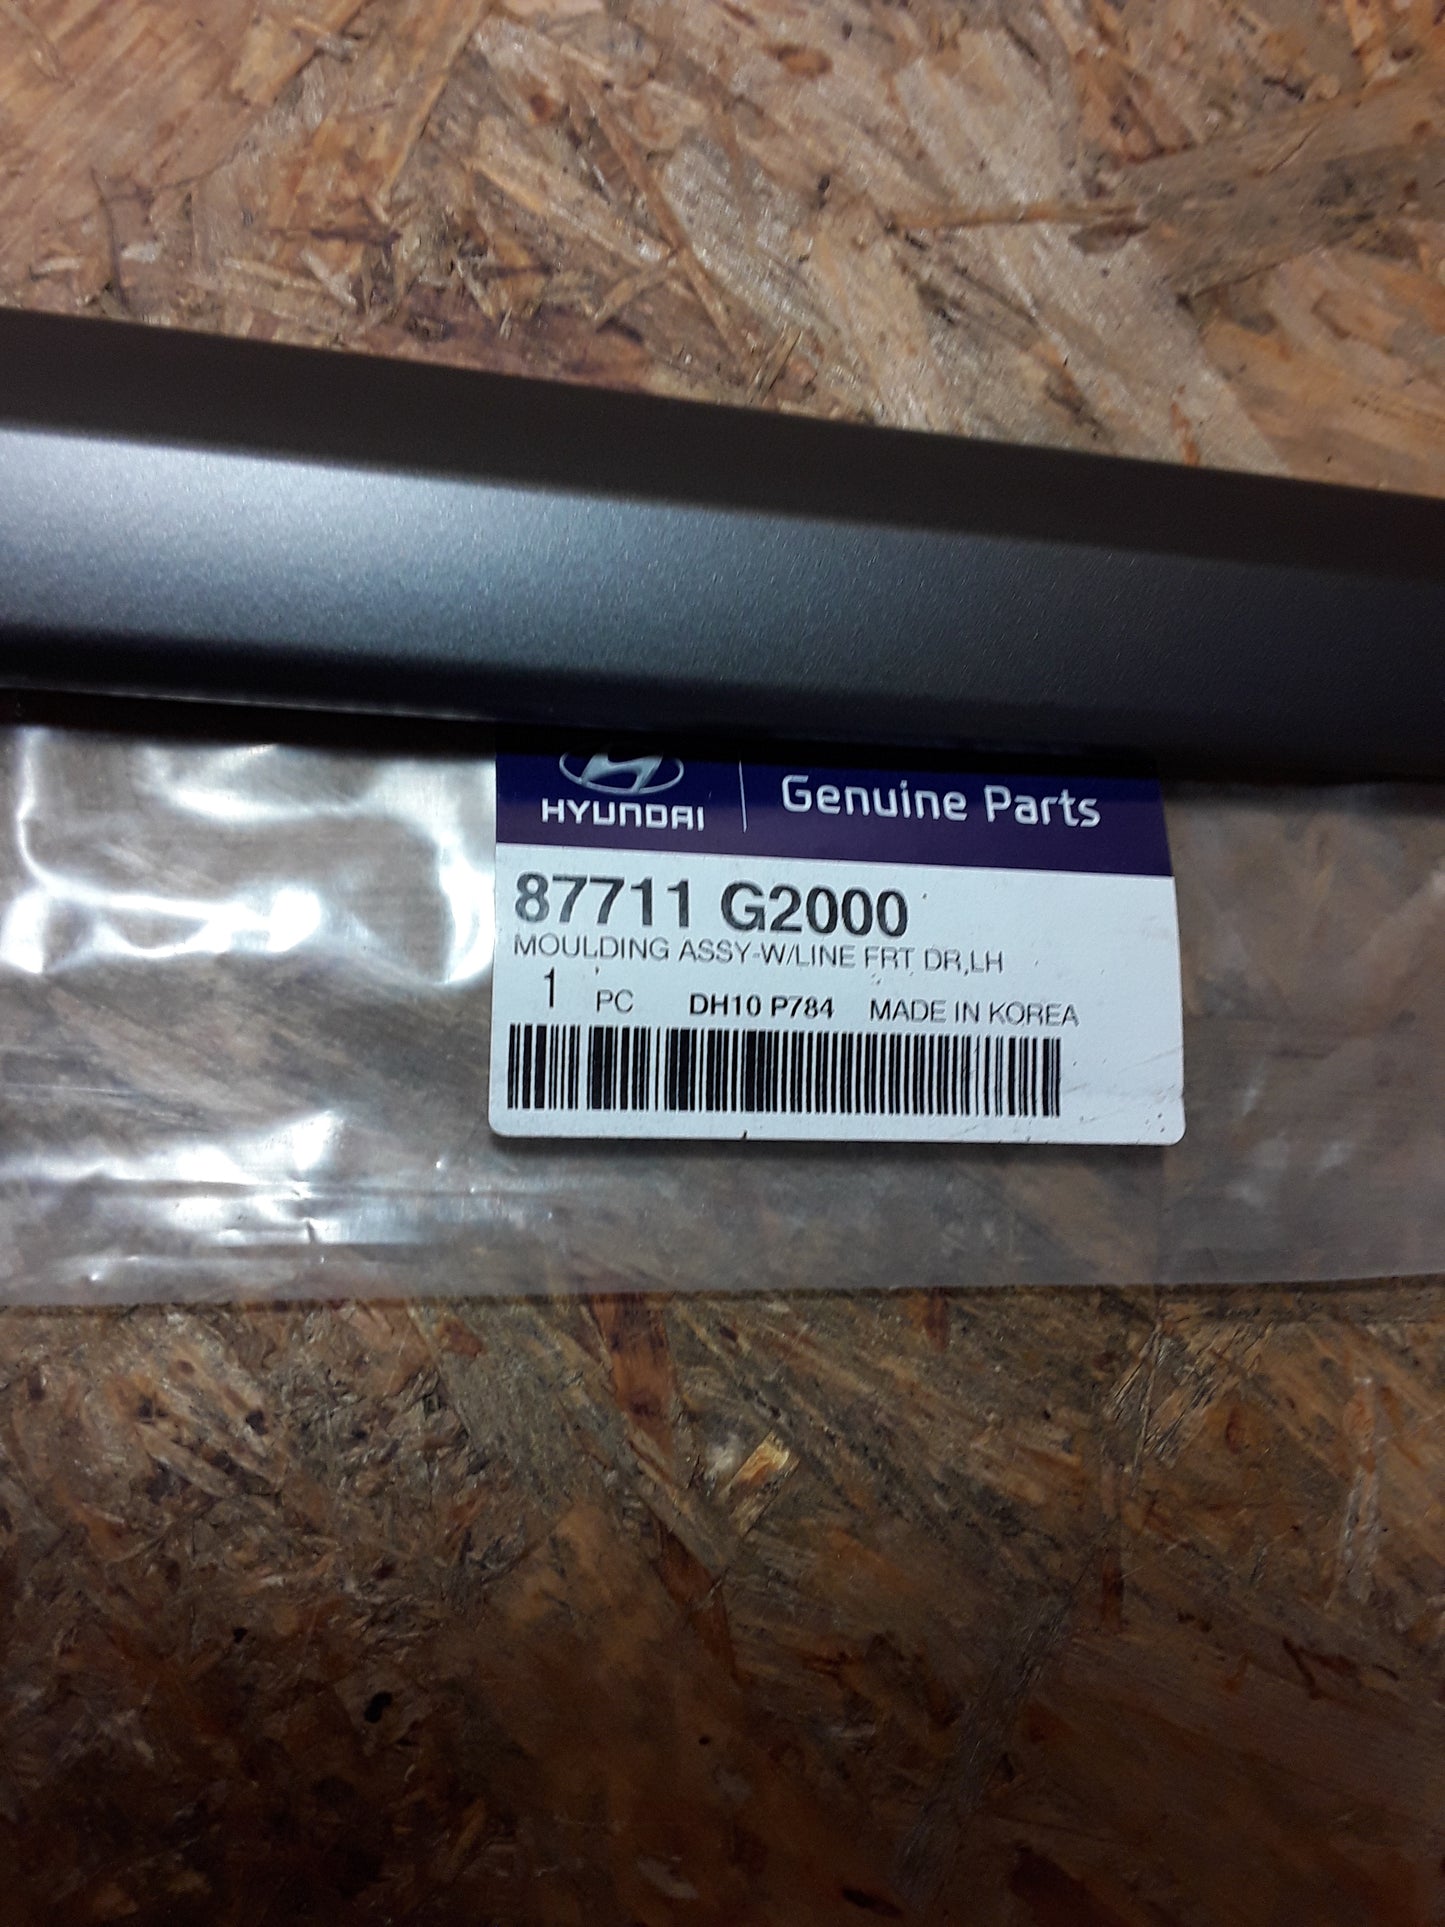 HYUNDAI Genuine Parts
87711 G2000
MOULDING ASSY-W/LINE FRT DR,LH
1 PC DH10 P784 MADE IN KOREA